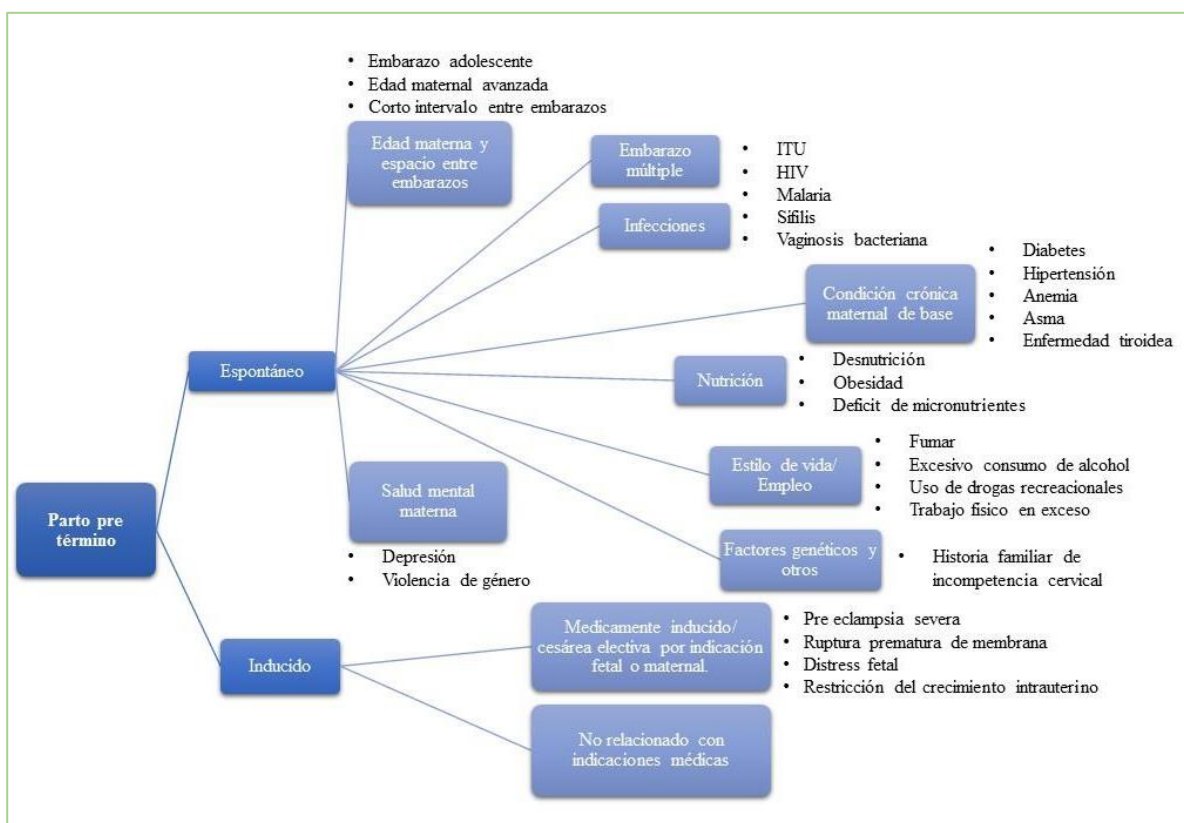 • Embarazo adolescente
• Edad maternal avanzada
• Corto intervalo entre embarazos
Edad materna y
espacio entre
embarazos
Embarazo
múltiple
Infecciones
• ITU
• HIV
• Malaria
• Sífilis
• Vaginosis bacteriana
Condición crónica
maternal de base
• Diabetes
• Hipertensión
• Anemia
• Asma
• Enfermedad tiroidea
Espontáneo
Nutrición
• Desnutrición
• Obesidad
• Deficit de micronutrientes
Estilo de vida/
Empleo
• Fumar
• Excesivo consumo de alcohol
• Uso de drogas recreacionales
• Trabajo físico en exceso
Salud mental
materna
• Depresión
• Violencia de género
Parto pre
término
Factores genéticos y
otros
• Historia familiar de
incompetencia cervical
Inducido
Medicamente inducido/
cesárea electiva por indicación
fetal o maternal.
• Pre eclampsia severa
• Ruptura prematura de membrana
• Distress fetal
• Restricción del crecimiento intrauterino
No relacionado con
indicaciones médicas